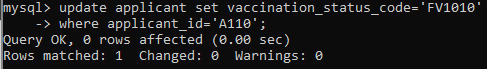 mysql> update applicant set vaccination_status_code='FV1010'
    -> where applicant_id='A110';
Query OK, 0 rows affected (0.00 sec)
Rows matched: 1  Changed: 0  Warnings: 0